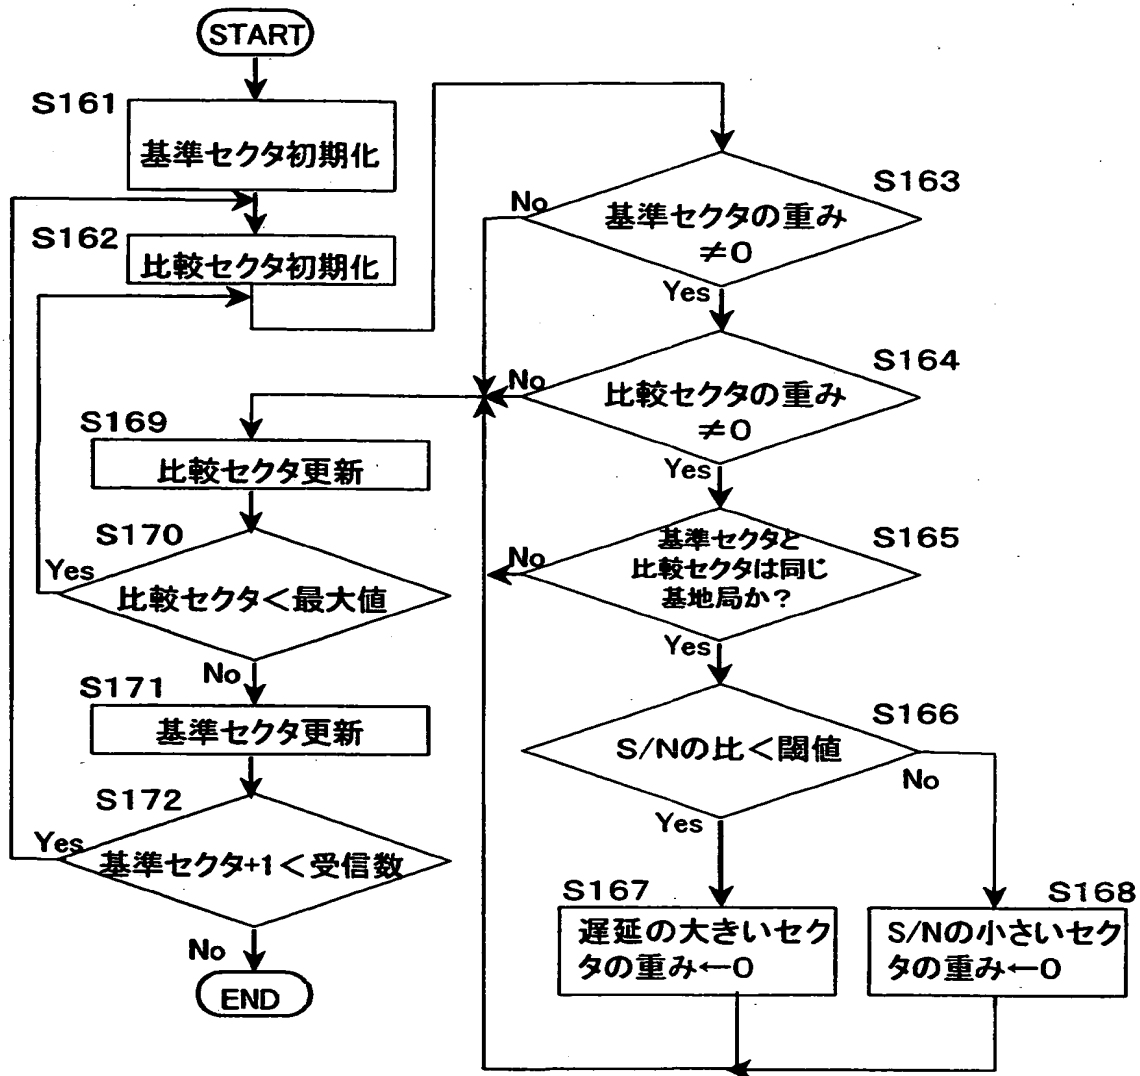 START
S161
基準セクタ初期化
S162
比較セクタ初期化
S163
No
基準セクタの重み
≠0
Yes
S164
No
比較セクタの重み
≠0
Yes
S165
No
基準セクタと
比較セクタは同じ
基地局か?
Yes
S166
S/Nの比<閾値
No
Yes
S167
遅延の大きいセク
タの重み←0
S168
S/Nの小さいセク
タの重み←0
S169
比較セクタ更新
S170
Yes
比較セクタ<最大値
No
S171
基準セクタ更新
S172
Yes
基準セクタ+1<受信数
No
END